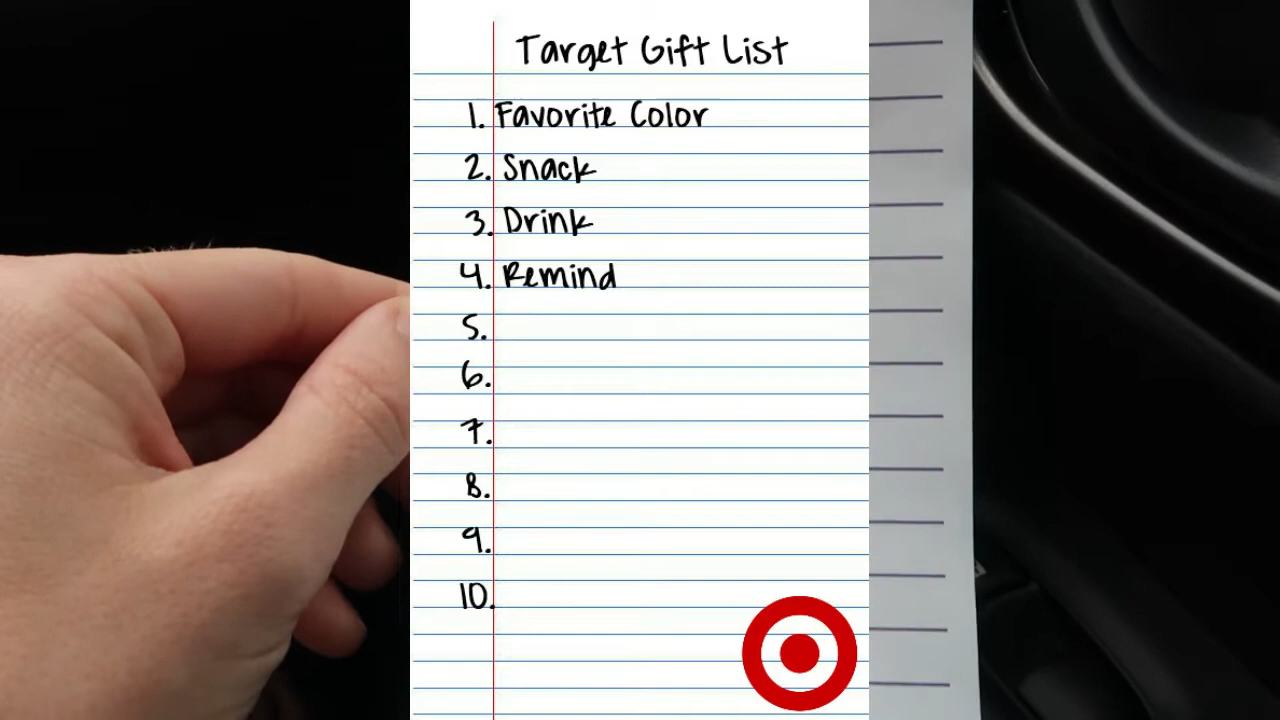 Target Gift List
1. Favorite Color
2. Snack
3. Drink
4. Remind
5.
6.
7.
8.
9.
10.